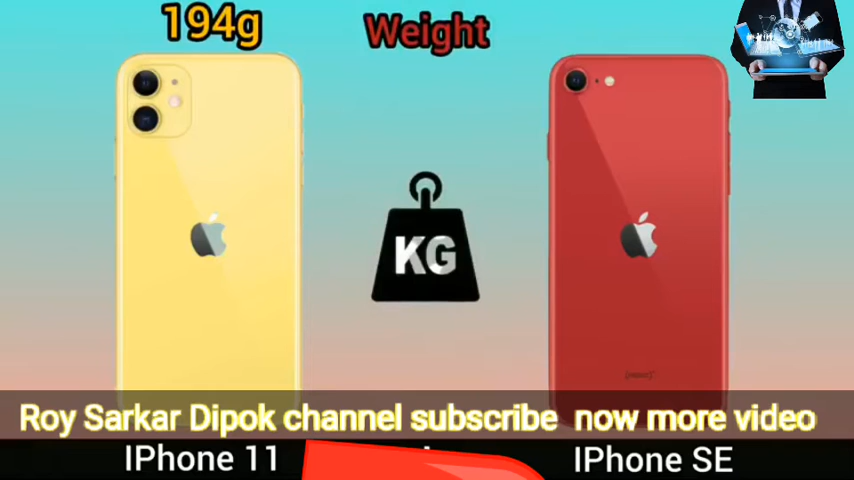 194g
Weight
KG
Roy Sarkar Dipok channel subscribe now more video
IPhone 11
IPhone SE